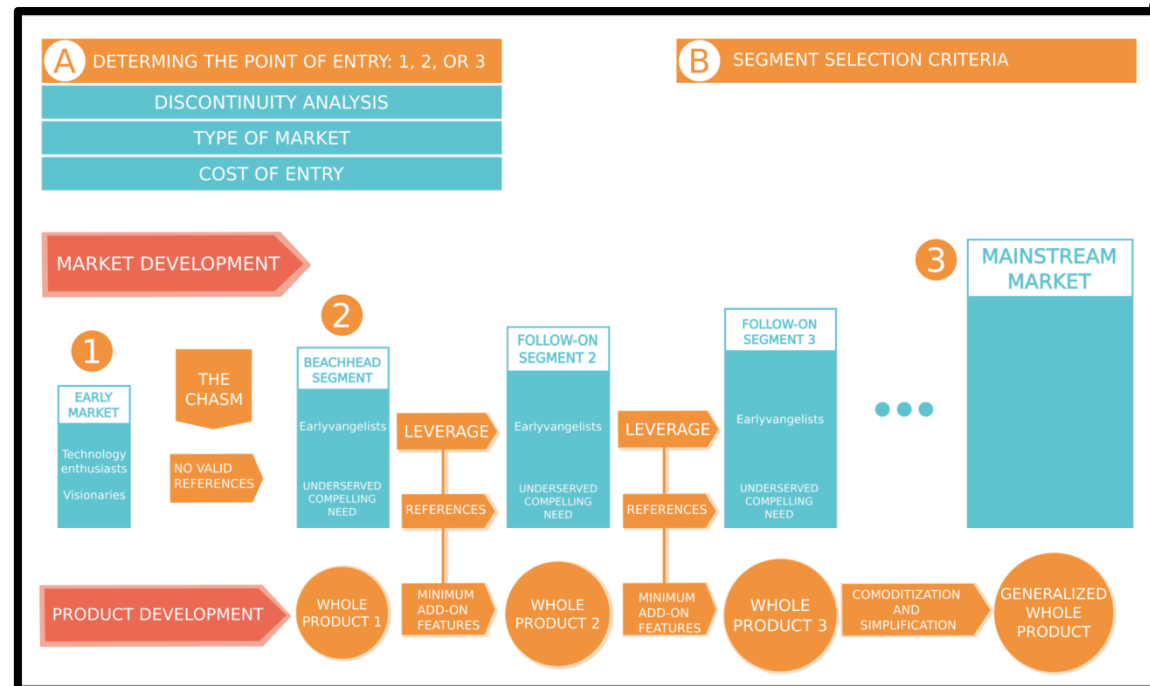 A
DETERMING THE POINT OF ENTRY: 1, 2, OR 3
DISCONTINUITY ANALYSIS
TYPE OF MARKET
COST OF ENTRY
B
SEGMENT SELECTION CRITERIA
MARKET DEVELOPMENT
1
EARLY
MARKET
Technology
enthusiasts
Visionaries
THE
CHASM
NO VALID
REFERENCES
2
BEACHHEAD
SEGMENT
Earlyvangelists
UNDERSERVED
COMPELLING
NEED
LEVERAGE
REFERENCES
FOLLOW-ON
SEGMENT 2
Earlyvangelists
UNDERSERVED
COMPELLING
NEED
LEVERAGE
REFERENCES
FOLLOW-ON
SEGMENT 3
Earlyvangelists
UNDERSERVED
COMPELLING
NEED
3
MAINSTREAM
MARKET
PRODUCT DEVELOPMENT
WHOLE
PRODUCT 1
MINIMUM
ADD-ON
FEATURES
WHOLE
PRODUCT 2
MINIMUM
ADD-ON
FEATURES
WHOLE
PRODUCT 3
COMODITIZATION
AND
SIMPLIFICATION
GENERALIZED
WHOLE
PRODUCT